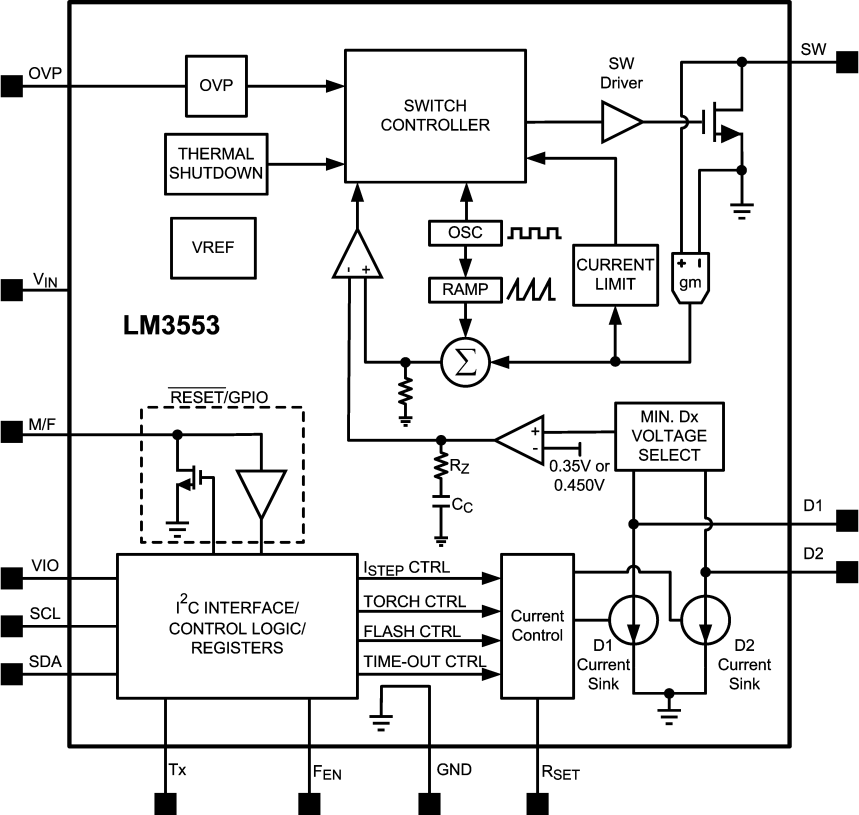 OVP
OVP
SWITCH
CONTROLLER
SW
Driver
SW
THERMAL
SHUTDOWN
VREF
OSC
RAMP
CURRENT
LIMIT
+ -
gm
- +
VIN
LM3553
Σ
RESET/GPIO
M/F
MIN. Dx
VOLTAGE
SELECT
+
-
0.35V or
0.450V
RZ
CC
D1
D2
VIO
SCL
SDA
I2C INTERFACE/
CONTROL LOGIC/
REGISTERS
ISTEP CTRL
TORCH CTRL
FLASH CTRL
TIME-OUT CTRL
Current
Control
D1
Current
Sink
D2
Current
Sink
Tx
FEN
GND
RSET